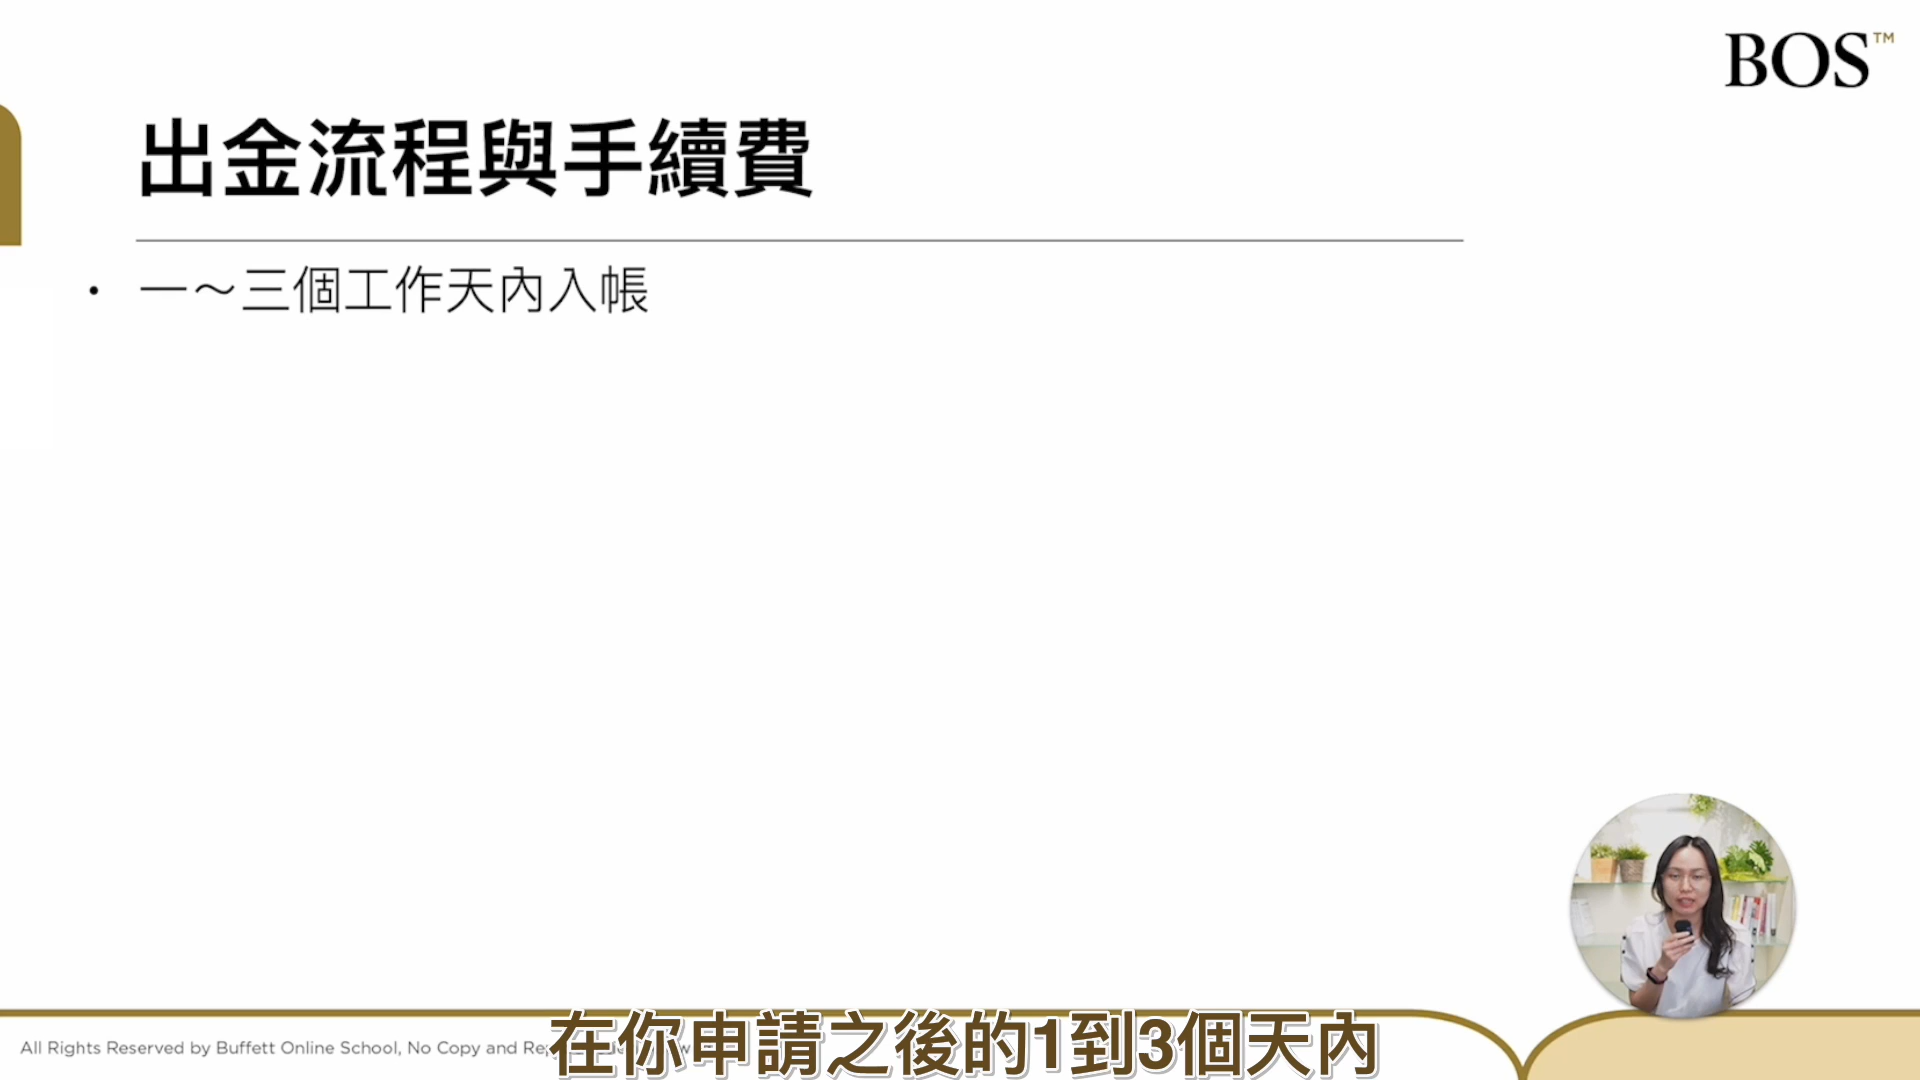 BOS™
出金流程與手續費
• 一～三個工作天內入帳
All Rights Reserved by Buffett Online School, No Copy and
在你申請之後的1到3個天內